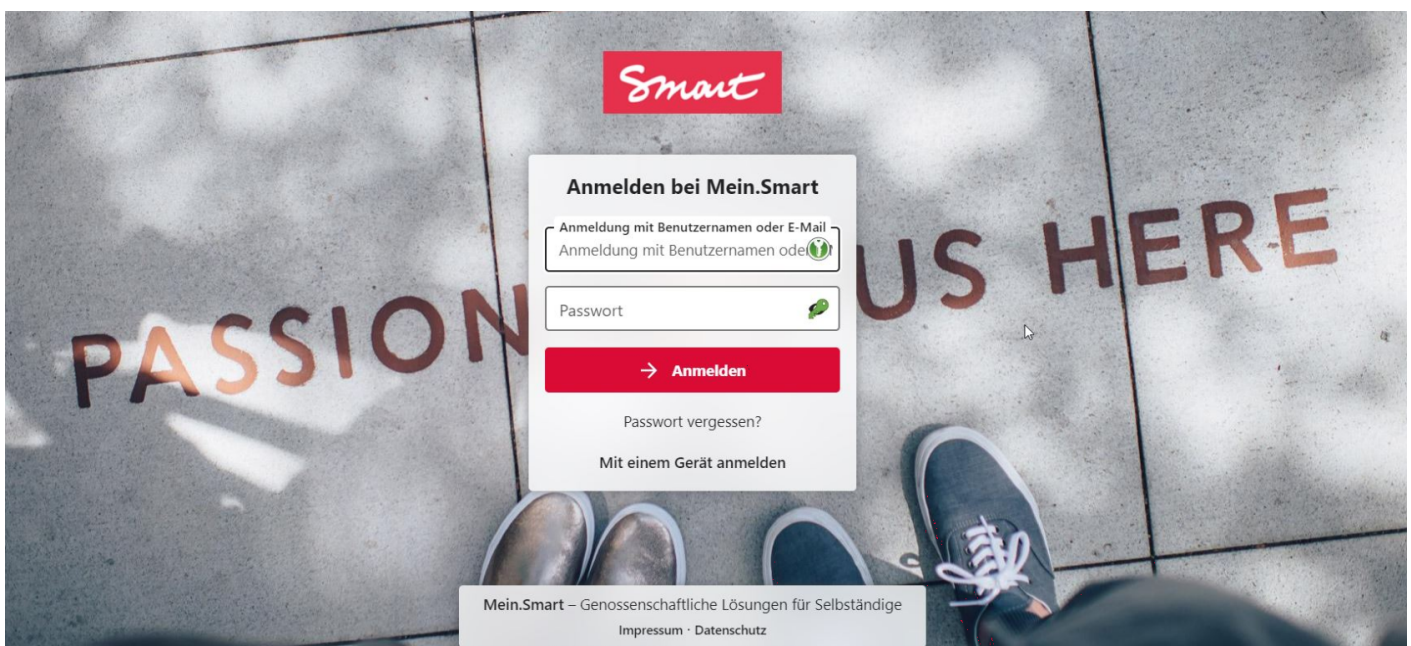 Smart
Anmelden bei Mein.Smart
Anmeldung mit Benutzernamen oder E-Mail
Anmeldung mit Benutzernamen oder
Passwort
PASSION US HERE
→ Anmelden
Passwort vergessen?
Mit einem Gerät anmelden
Mein.Smart – Genossenschaftliche Lösungen für Selbständige
Impressum · Datenschutz